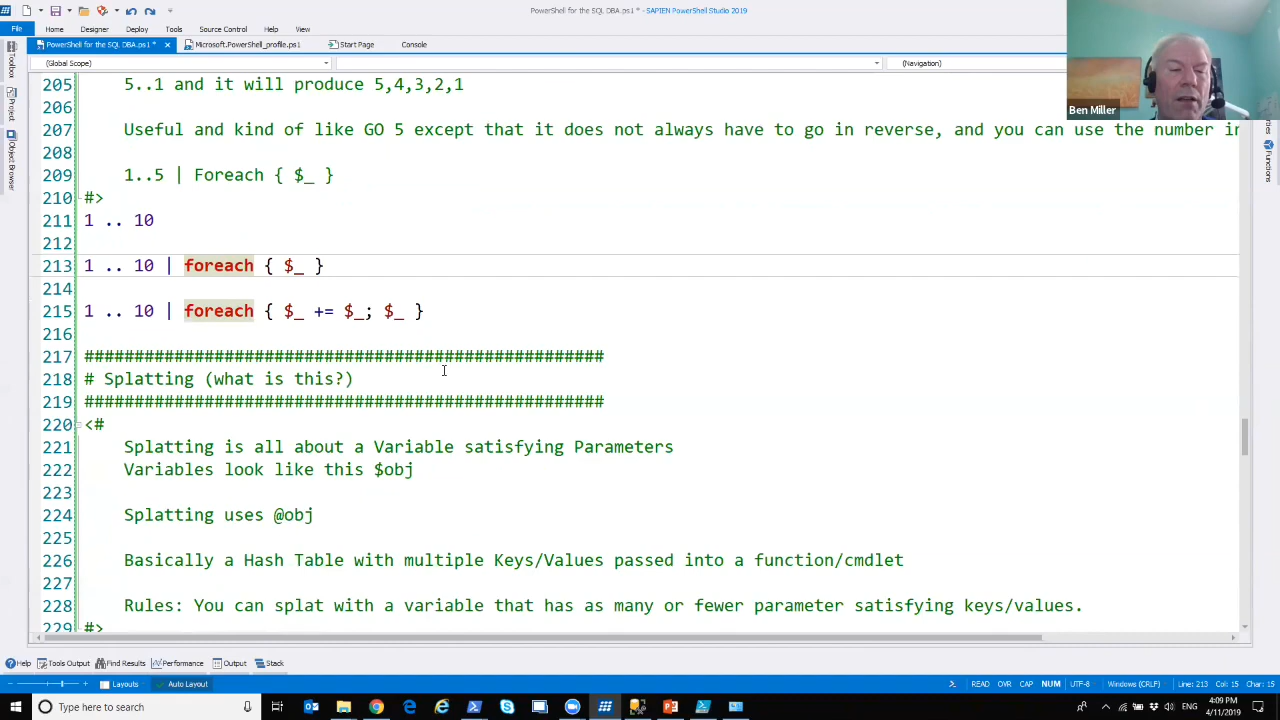 PowerShell for the SQL DBA.ps1 * - SAPIEN PowerShell Studio 2019
File Home Designer Deploy Tools Source Control Help View
PowerShell for the SQL DBA.ps1 * Microsoft.PowerShell_profile.ps1 Start Page Console
(Global Scope) (Navigation)
Toolbox
Project
Object Browser
Functions
Ben Miller
205 5..1 and it will produce 5,4,3,2,1
206
207 Useful and kind of like GO 5 except that it does not always have to go in reverse, and you can use the number in
208
209 1..5 | Foreach { $_ }
210 #>
211 1 .. 10
212
213 1 .. 10 | foreach { $_ }
214
215 1 .. 10 | foreach { $_ += $_; $_ }
216
217 ####################################################
218 # Splatting (what is this?)
219 ####################################################
220 <#
221 Splatting is all about a Variable satisfying Parameters
222 Variables look like this $obj
223
224 Splatting uses @obj
225
226 Basically a Hash Table with multiple Keys/Values passed into a function/cmdlet
227
228 Rules: You can splat with a variable that has as many or fewer parameter satisfying keys/values.
229 #>
Help Tools Output Find Results Performance Output Stack
Layouts Auto Layout READ OVR CAP NUM UTF-8 Windows (CRLF) Line: 213 Col: 15 Char: 15
Type here to search ENG 4:09 PM
4/11/2019